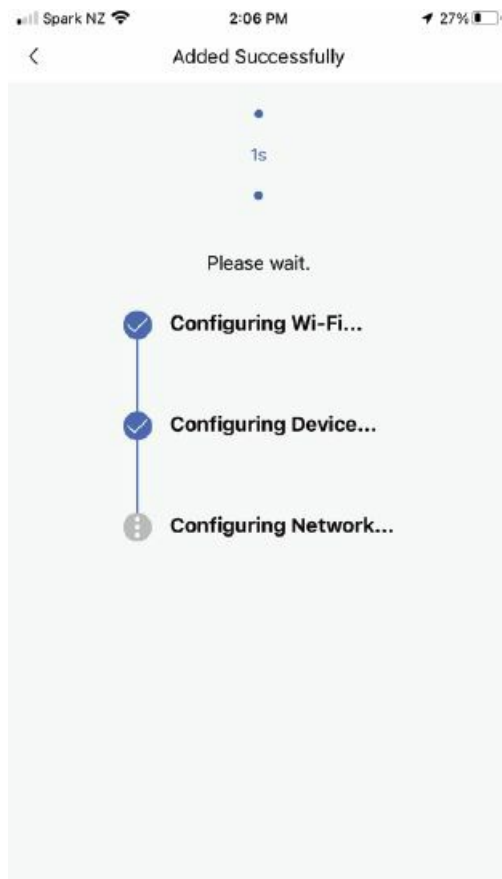 Spark NZ 2:06 PM 27%
Added Successfully
1s
Please wait.
Configuring Wi-Fi...
Configuring Device...
Configuring Network...